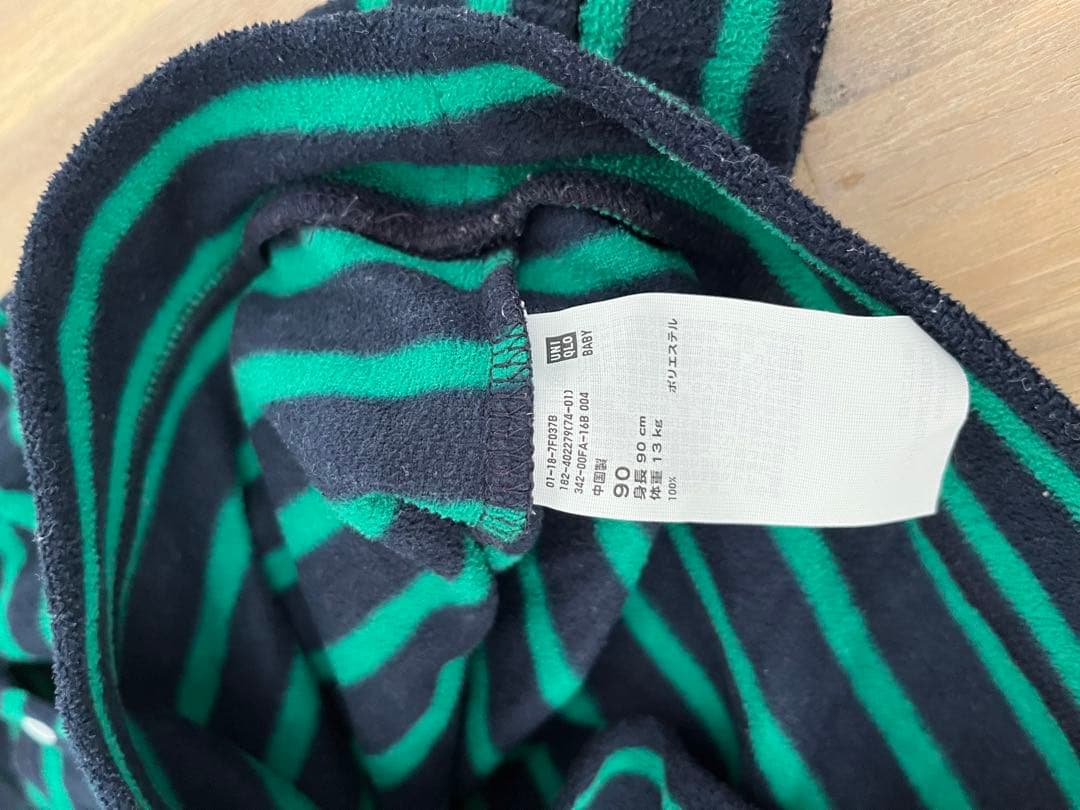 UNI
QLO
BABY
01-18-7F037B
182-402279(74-01)
342-00FA-16B 004
中国製
90
身長 90 cm
体重 13 kg
100% ポリエステル